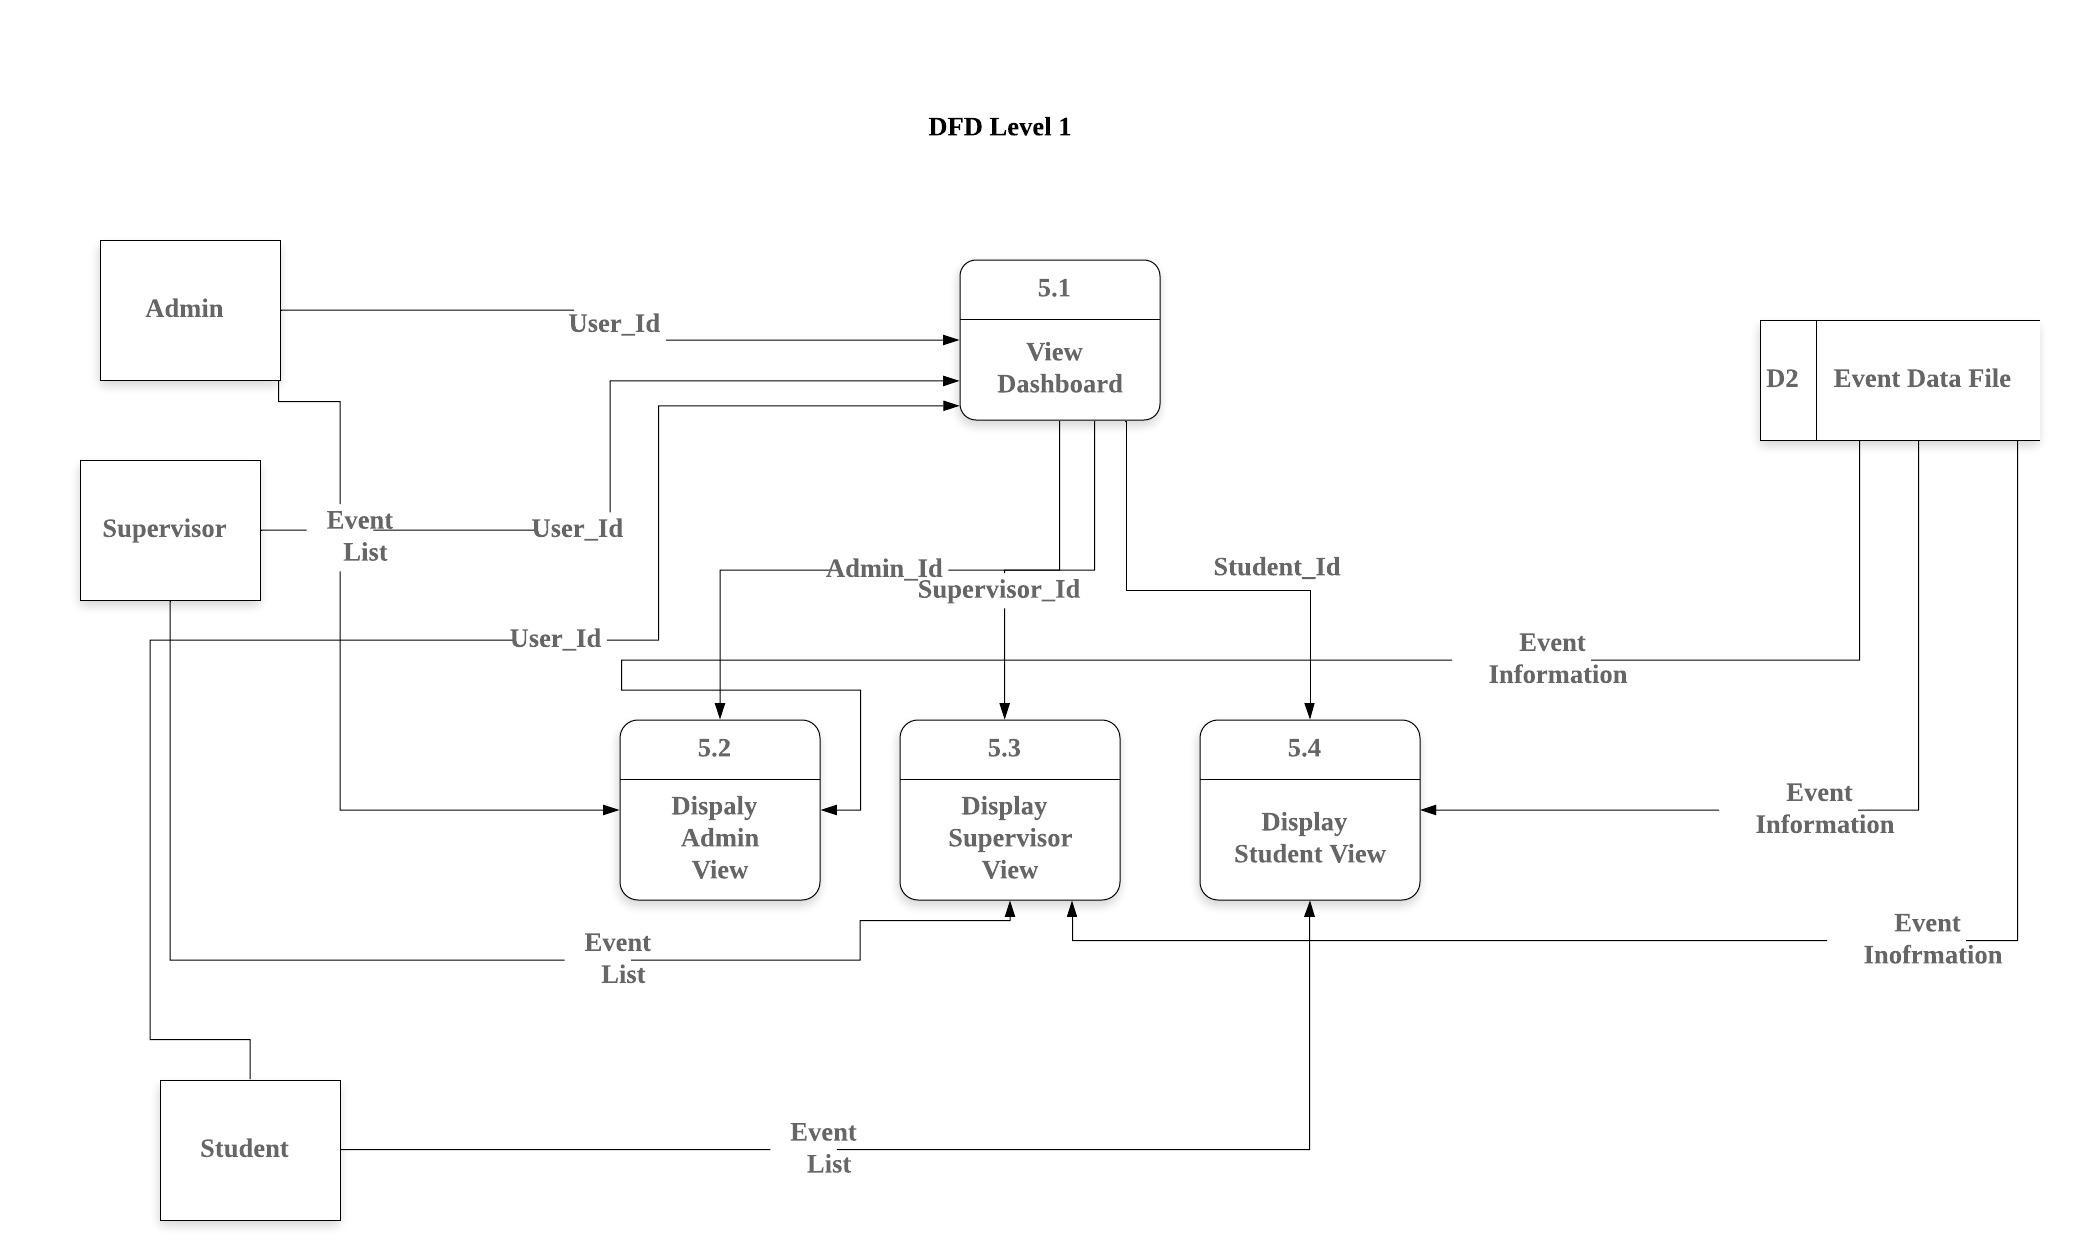 DFD Level 1
Admin
User_Id
5.1
View
Dashboard
D2
Event Data File
Supervisor
Event
List
User_Id
Admin_Id
Supervisor_Id
Student_Id
User_Id
Event
Information
5.2
Dispaly
Admin
View
5.3
Display
Supervisor
View
5.4
Display
Student View
Event
Information
Event
List
Event
Inofrmation
Student
Event
List